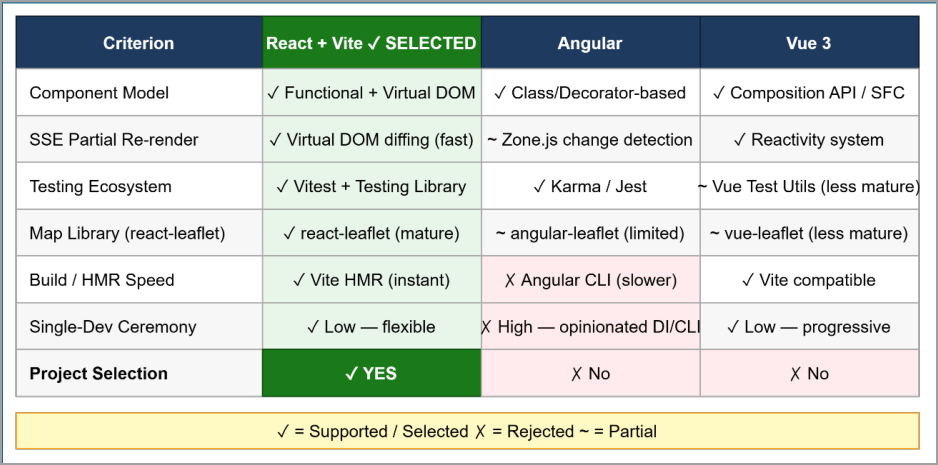 Criterion React + Vite ✓ SELECTED Angular Vue 3
Component Model ✓ Functional + Virtual DOM ✓ Class/Decorator-based ✓ Composition API / SFC
SSE Partial Re-render ✓ Virtual DOM diffing (fast) ~ Zone.js change detection ✓ Reactivity system
Testing Ecosystem ✓ Vitest + Testing Library ✓ Karma / Jest ~ Vue Test Utils (less mature)
Map Library (react-leaflet) ✓ react-leaflet (mature) ~ angular-leaflet (limited) ~ vue-leaflet (less mature)
Build / HMR Speed ✓ Vite HMR (instant) ✗ Angular CLI (slower) ✓ Vite compatible
Single-Dev Ceremony ✓ Low — flexible ✗ High — opinionated DI/CLI ✓ Low — progressive
Project Selection ✓ YES ✗ No ✗ No
✓ = Supported / Selected ✗ = Rejected ~ = Partial